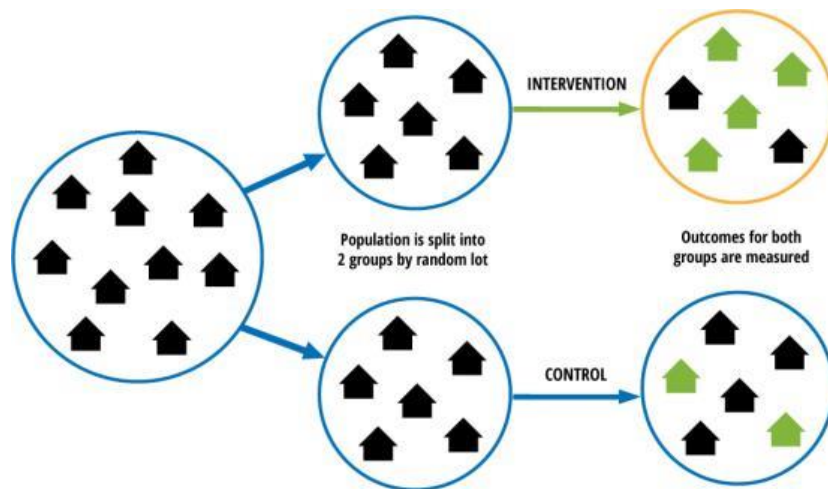 INTERVENTION
Population is split into
2 groups by random lot
Outcomes for both
groups are measured
CONTROL